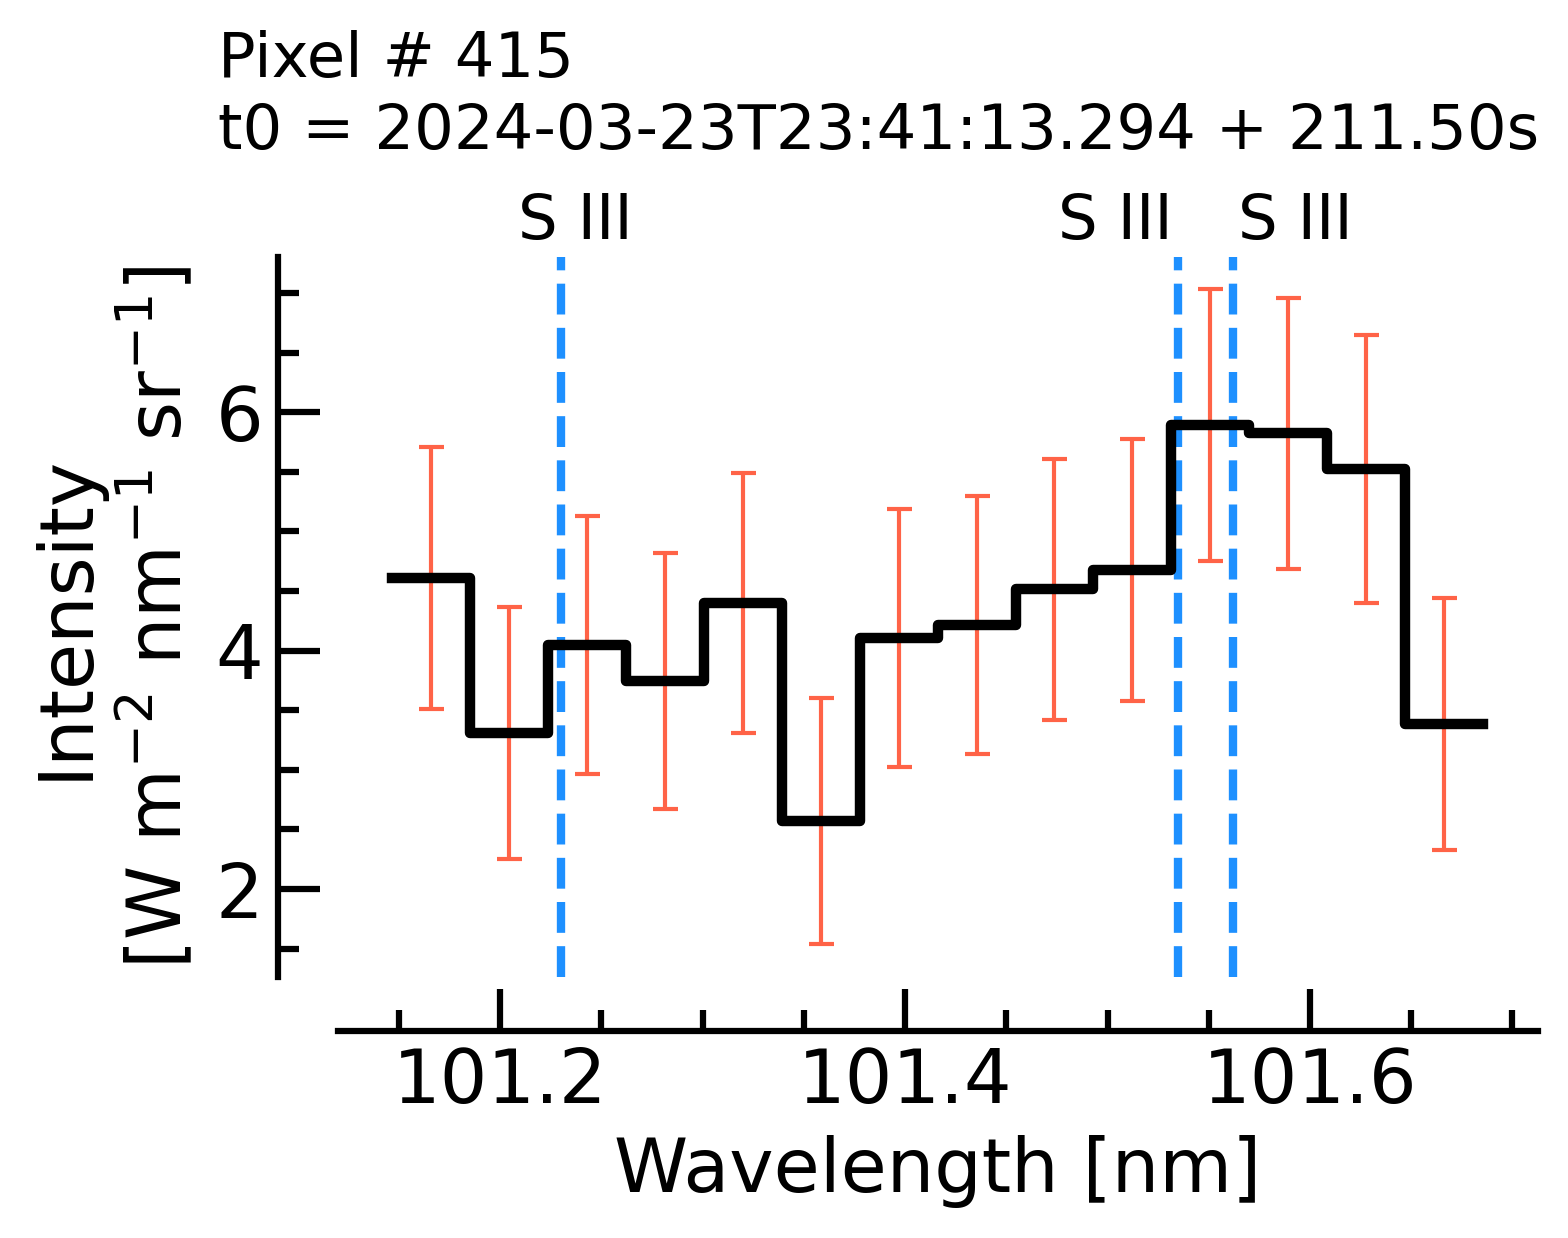 Pixel # 415
t0 = 2024-03-23T23:41:13.294 + 211.50s
S III S III S III
Intensity
[W m⁻² nm⁻¹ sr⁻¹]
6
4
2
101.2 101.4 101.6
Wavelength [nm]